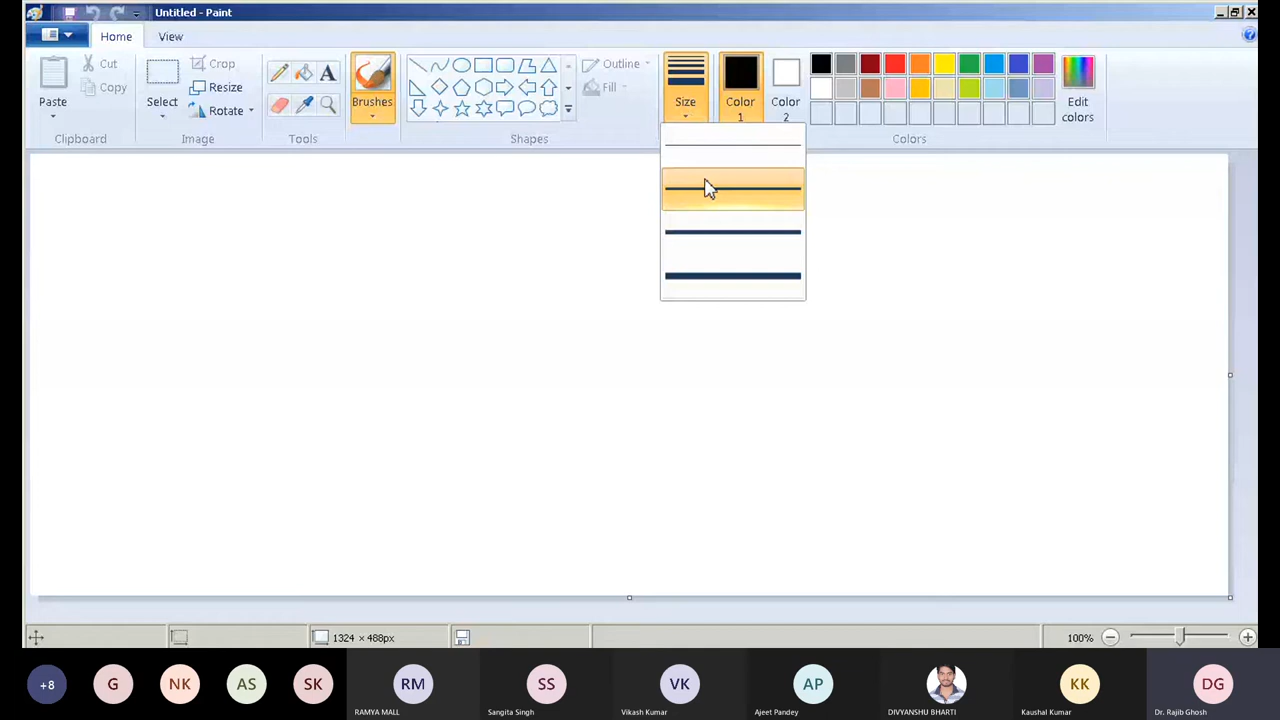 Untitled - Paint
Home View
Paste
Cut
Copy
Clipboard
Select
Crop
Resize
Rotate
Image
A
Tools
Brushes
Outline
Fill
Shapes
Size
Color
1
Color
2
Edit
colors
Colors
1324 × 488px
100%
+8 G NK AS SK RM SS VK AP KK DG
RAMYA MALL Sangita Singh Vikash Kumar Ajeet Pandey DIVYANSHU BHARTI Kaushal Kumar Dr. Rajib Ghosh